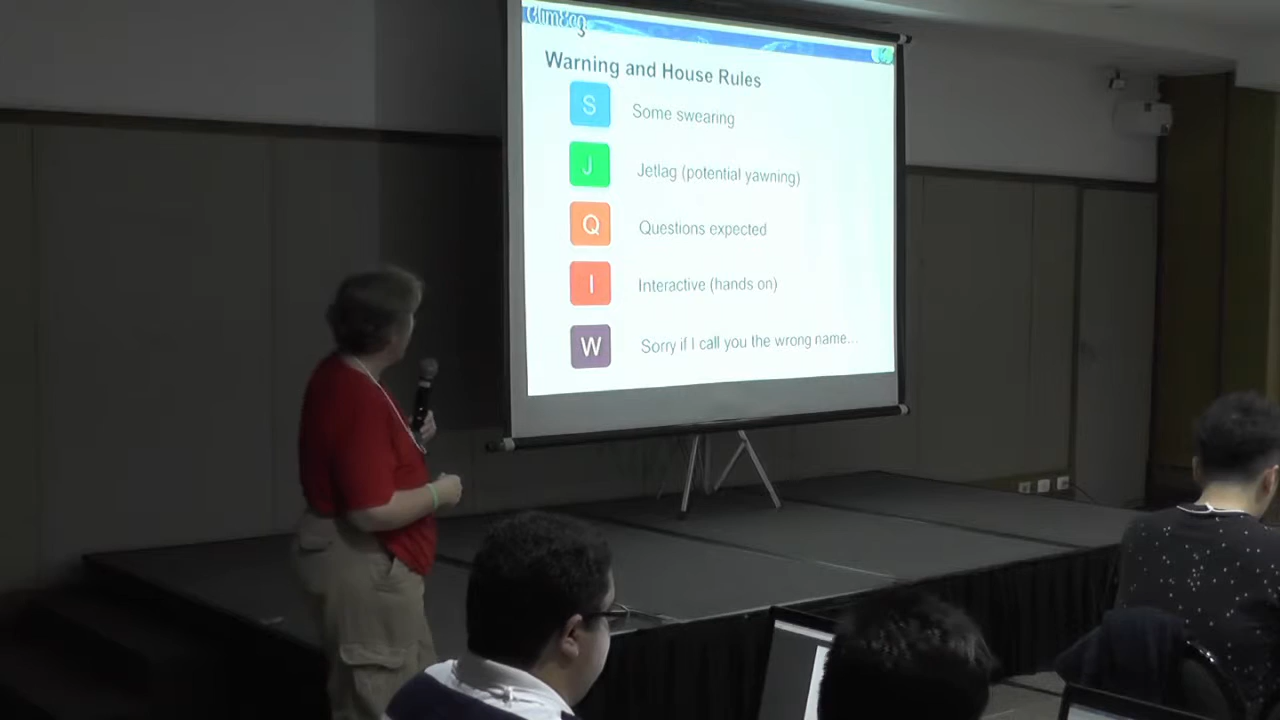 Warning and House Rules
S Some swearing
J Jetlag (potential yawning)
Q Questions expected
I Interactive (hands on)
W Sorry if I call you the wrong name...